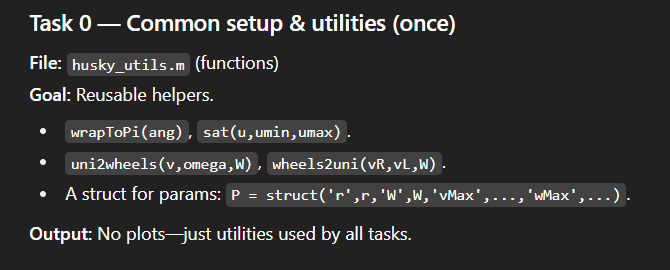 Task 0 — Common setup & utilities (once)
File: husky_utils.m (functions)
Goal: Reusable helpers.
• wrapToPi(ang), sat(u,umin,umax).
• uni2wheels(v,omega,W), wheels2uni(vR,vL,W).
• A struct for params: P = struct('r',r,'W',W,'vMax',...,'wMax',...).
Output: No plots—just utilities used by all tasks.